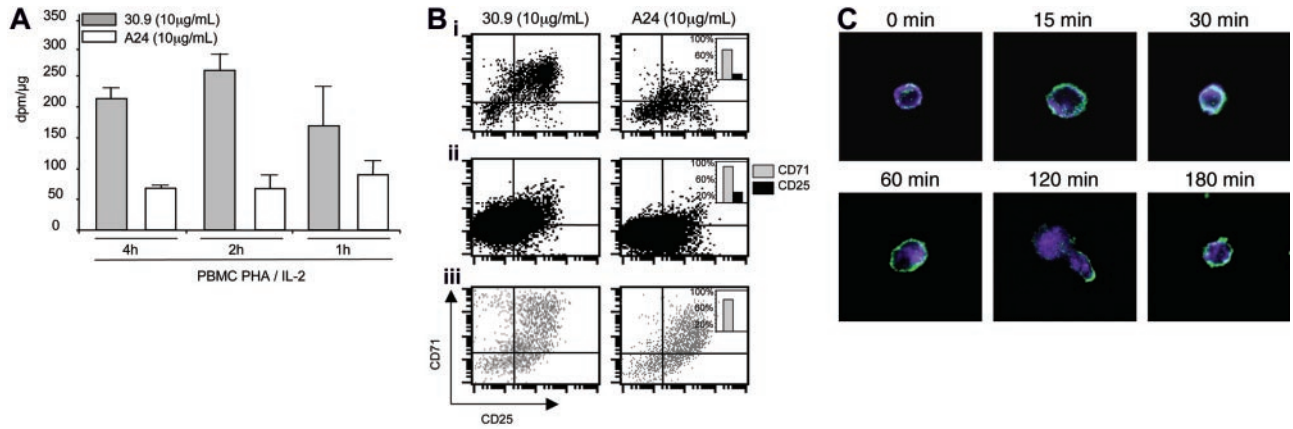 A
dpm/µg
30.9 (10µg/mL)
A24 (10µg/mL)
350
300
250
200
150
100
50
0
4h 2h 1h
PBMC PHA / IL-2
B
30.9 (10µg/mL) A24 (10µg/mL)
i
100%
60%
20%
ii
100%
60%
20%
CD71
CD25
iii
100%
60%
20%
CD71
CD25
C
0 min 15 min 30 min
60 min 120 min 180 min